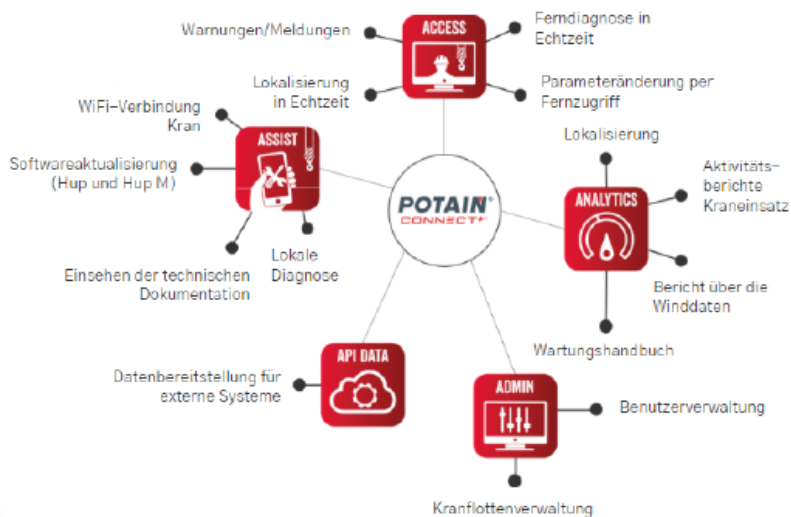 Warnungen/Meldungen
ACCESS
Ferndiagnose in
Echtzeit
Lokalisierung
in Echtzeit
Parameteränderung per
Fernzugriff
WiFi-Verbindung
Kran
ASSIST
Softwareaktualisierung
(Hup und Hup M)
Einsehen der technischen
Dokumentation
Lokale
Diagnose
POTAIN®
CONNECT
Lokalisierung
ANALYTICS
Aktivitäts-
berichte
Kraneinsatz
Bericht über die
Winddaten
Wartungshandbuch
API DATA
Datenbereitstellung für
externe Systeme
ADMIN
Benutzerverwaltung
Kranflottenverwaltung